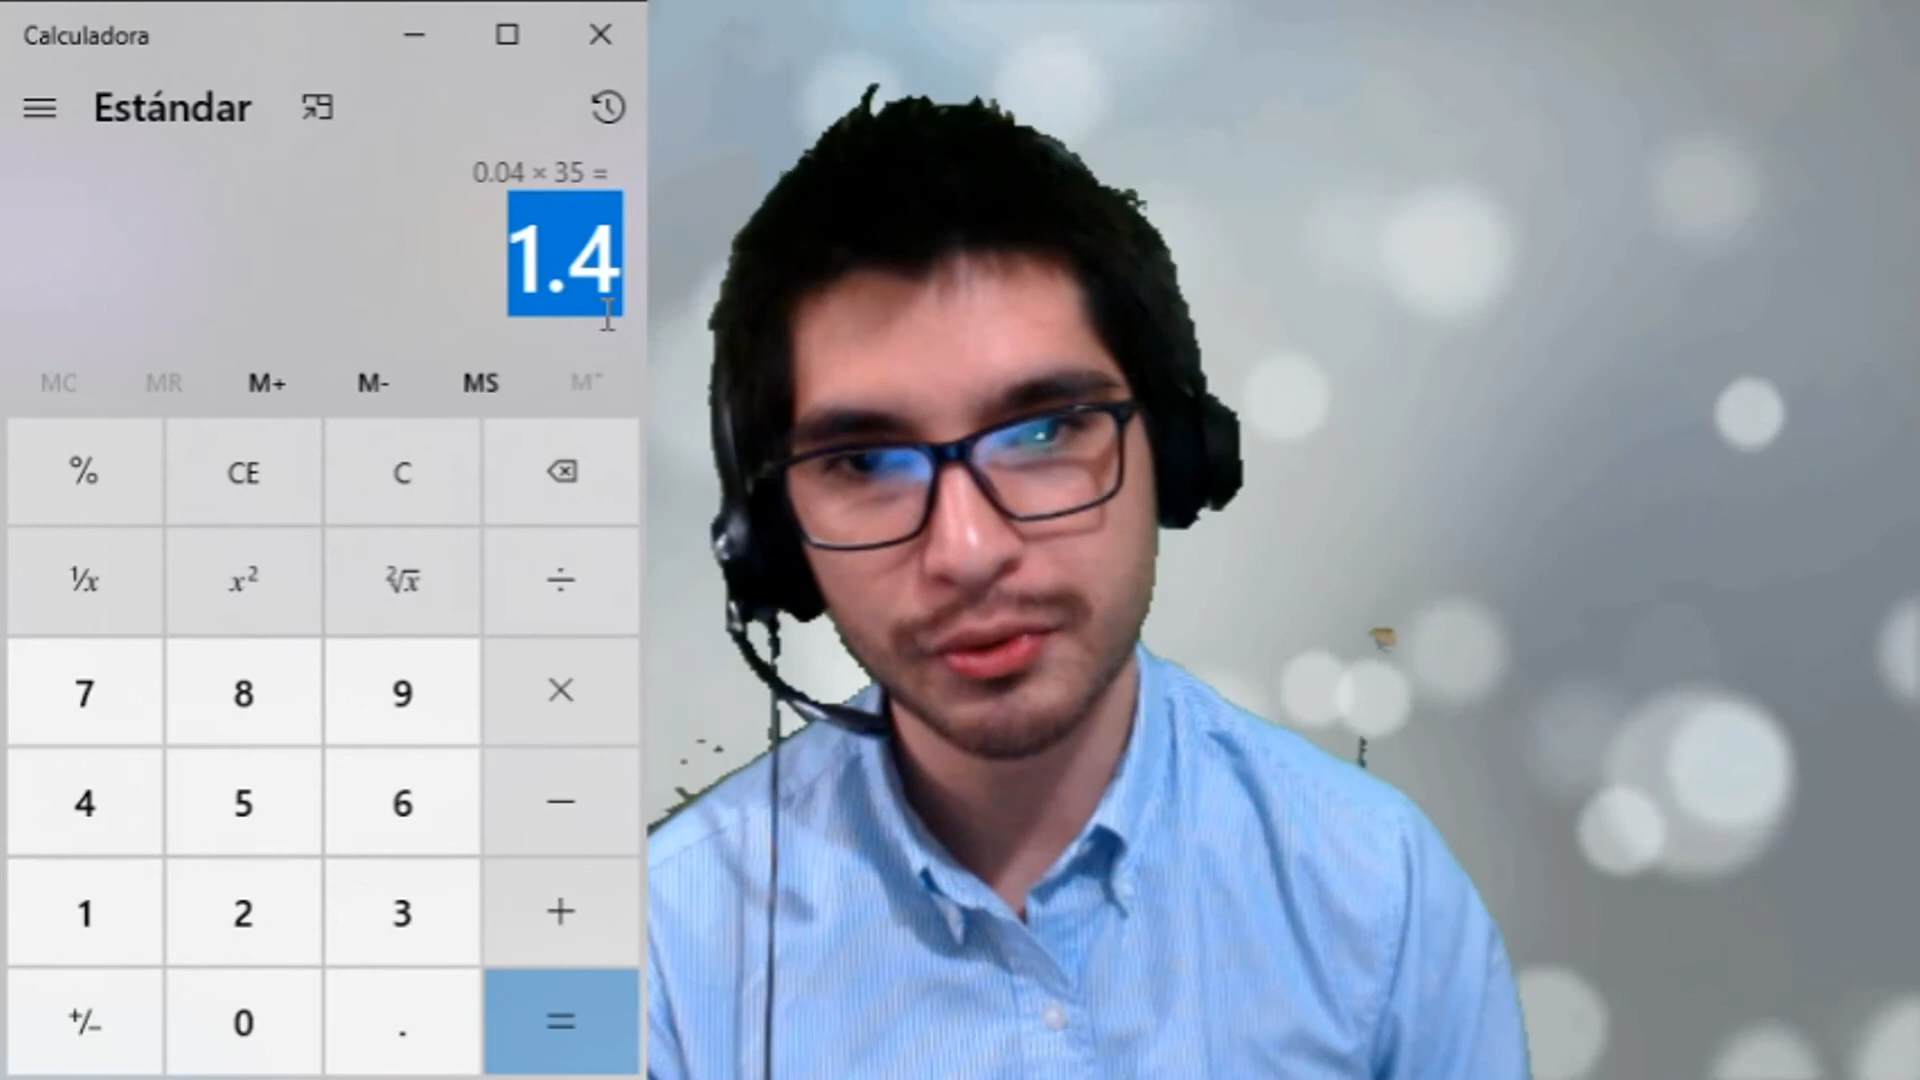 Calculadora
Estándar
0.04 × 35 =
1.4
MC MR M+ M- MS M˅
% CE C
¹/x x² ²√x ÷
7 8 9 ×
4 5 6 −
1 2 3 +
+/− 0 . =